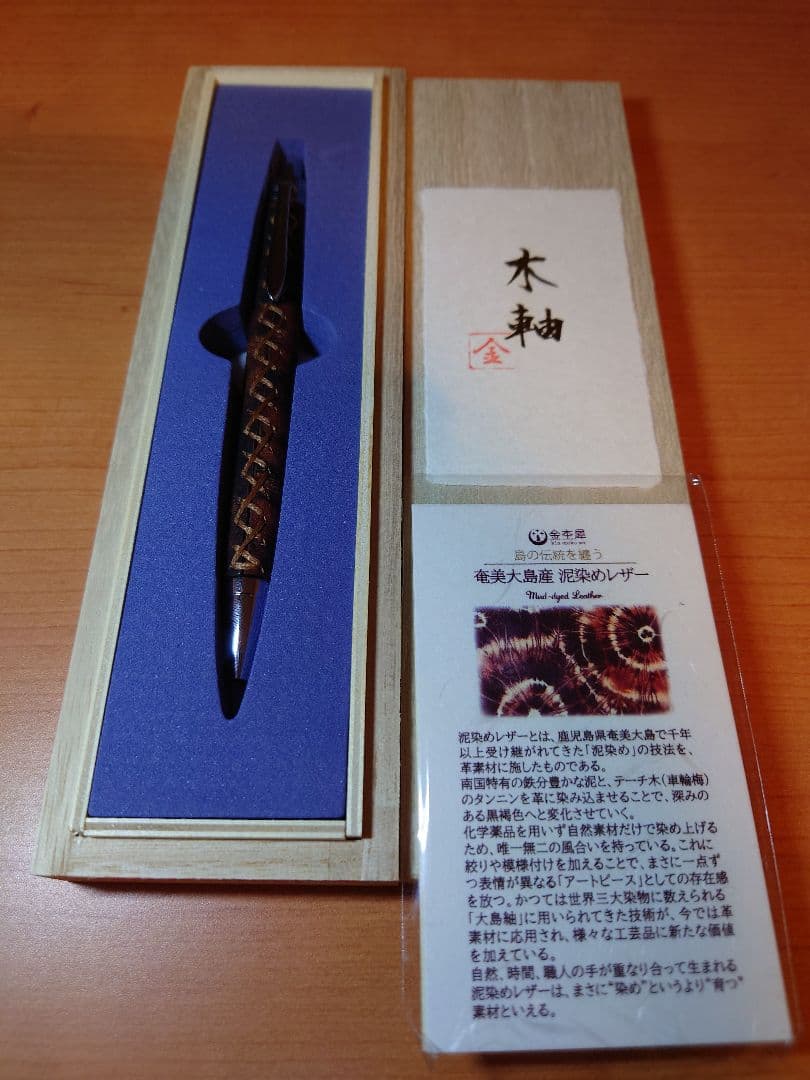 木
軸
金
金杢犀
島の伝統を纏う
奄美大島産 泥染めレザー
Mud-dyed Leather
泥染めレザーとは、鹿児島県奄美大島で千年
以上受け継がれてきた「泥染め」の技法を、
革素材に施したものである。
南国特有の鉄分豊かな泥と、テーチ木(車輪梅)
のタンニンを革に染み込ませることで、深みの
ある黒褐色へと変化させていく。
化学薬品を用いず自然素材だけで染め上げる
ため、唯一無二の風合いを持っている。これに
絞りや模様付けを加えることで、まさに一点ず
つ表情が異なる「アートピース」としての存在感
を放つ。かつては世界三大染物に数えられる
「大島紬」に用いられてきた技術が、今では革
素材に応用され、様々な工芸品に新たな価値
を加えている。
自然、時間、職人の手が重なり合って生まれる
泥染めレザーは、まさに“染め”というより“育つ”
素材といえる。